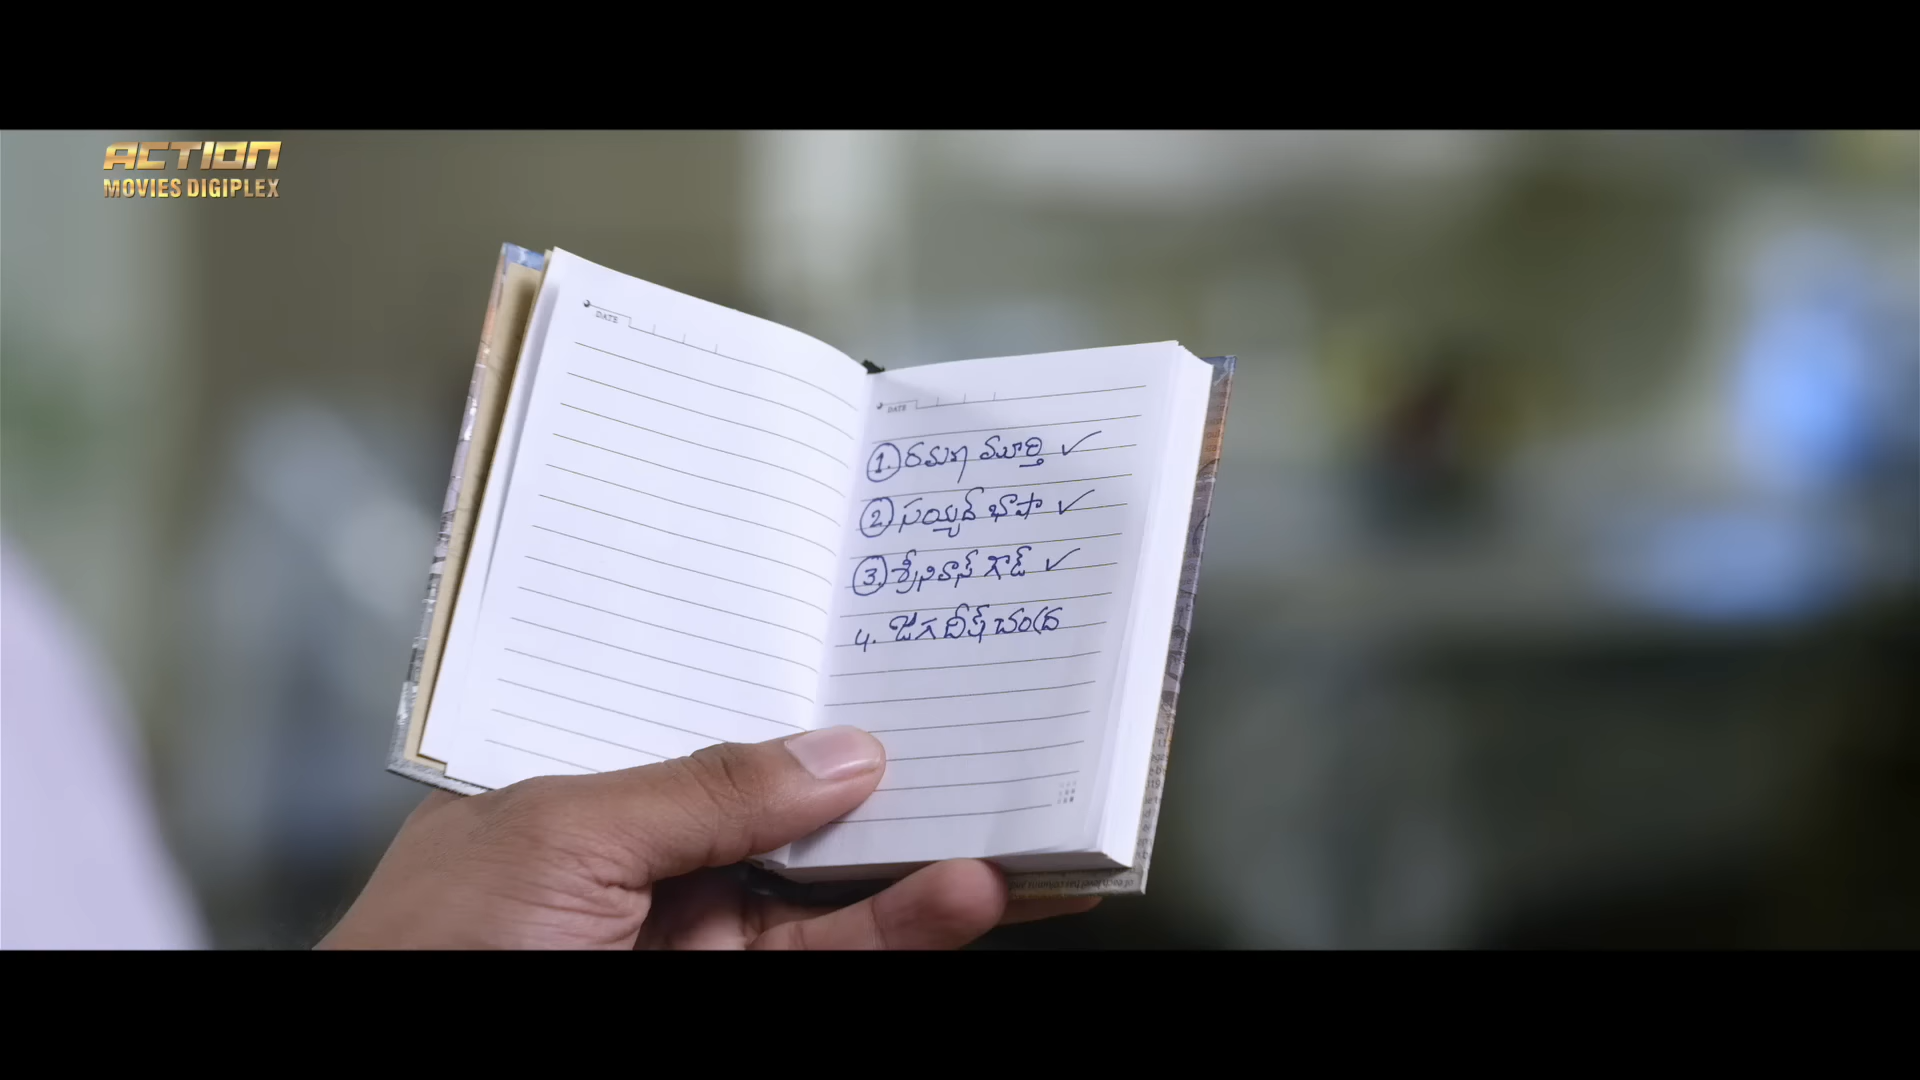 ACTION
MOVIES DIGIPLEX
DATE
DATE
1. రమణ మూర్తి ✓
2. సయ్యద్ భాషా ✓
3. శ్రీనివాస్ గౌడ్ ✓
4. జగదీష్ చంద్ర